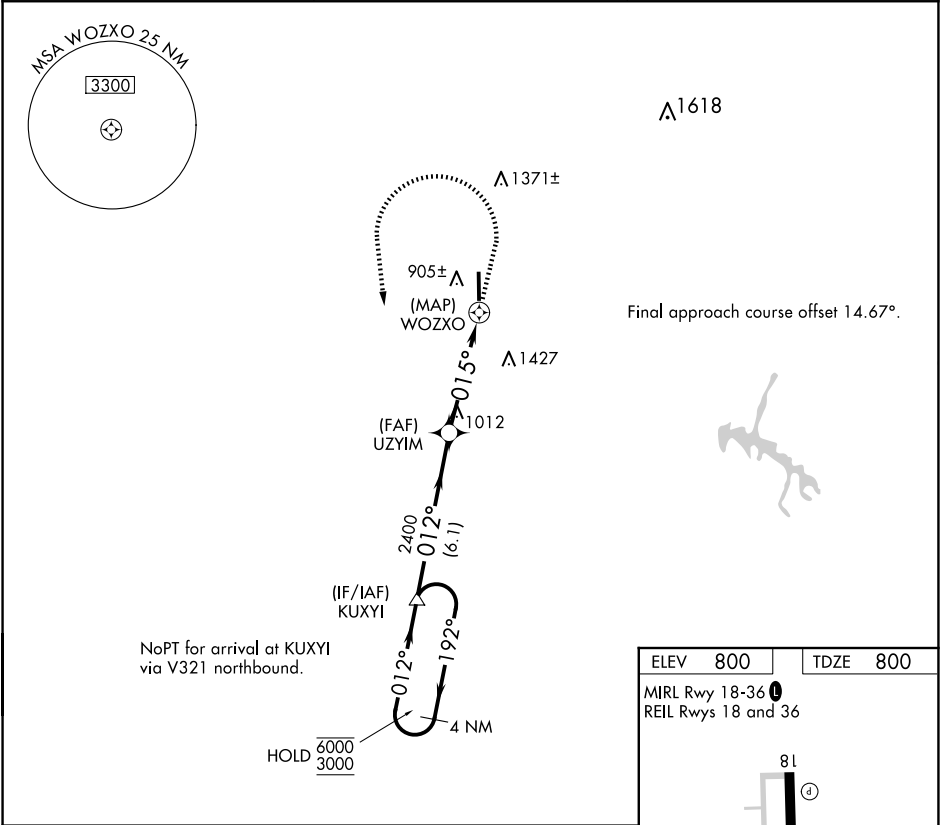 MSA WOZXO 25 NM
3300
1618
1371±
905±
(MAP)
WOZXO
Final approach course offset 14.67°.
1427
015°
(FAF)
UZYIM
1012
2400
012°
(6.1)
(IF/IAF)
KUXYI
NoPT for arrival at KUXYI
via V321 northbound.
012°
192°
4 NM
HOLD 6000
3000
ELEV 800
TDZE 800
MIRL Rwy 18-36 L
REIL Rwys 18 and 36
18
P